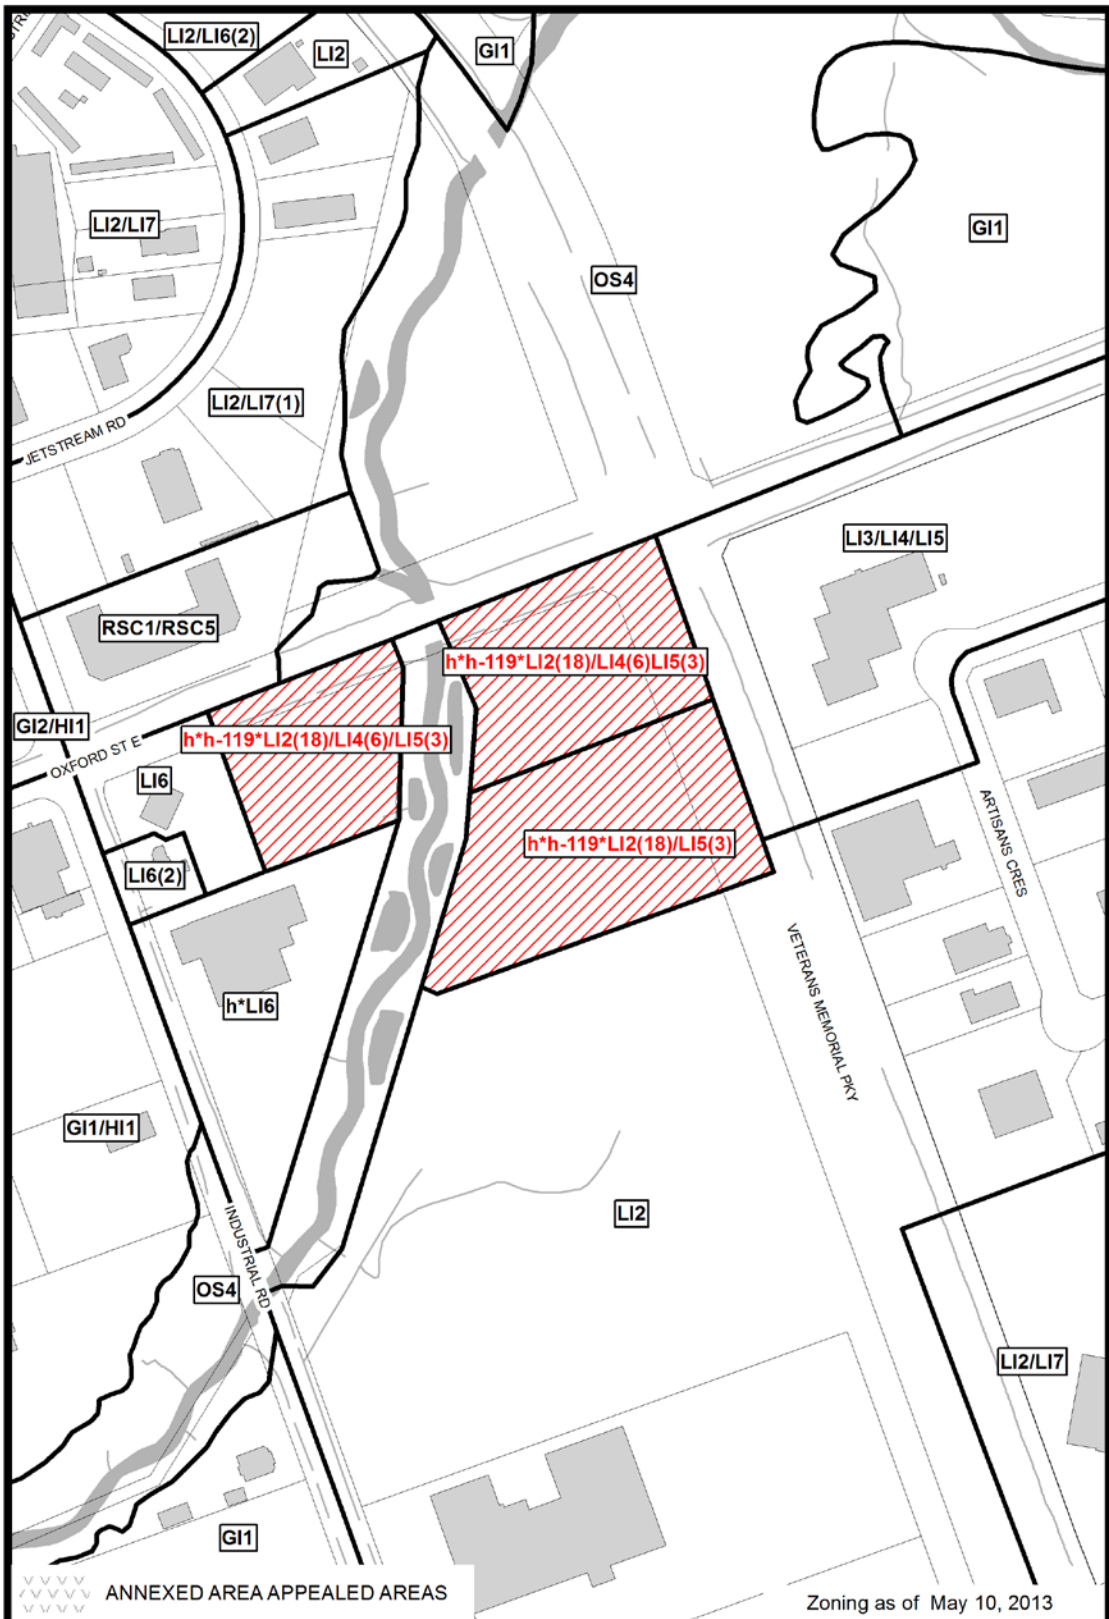 LI2/LI6(2)
LI2
GI1
LI2/LI7
GI1
OS4
LI2/LI7(1)
JETSTREAM RD
LI3/LI4/LI5
RSC1/RSC5
h*h-119*LI2(18)/LI4(6)LI5(3)
GI2/HI1
h*h-119*LI2(18)/LI4(6)/LI5(3)
OXFORD ST E
LI6
ARTISANS CRES
h*h-119*LI2(18)/LI5(3)
LI6(2)
VETERANS MEMORIAL PKY
h*LI6
GI1/HI1
LI2
INDUSTRIAL RD
OS4
LI2/LI7
GI1
ANNEXED AREA APPEALED AREAS
Zoning as of May 10, 2013